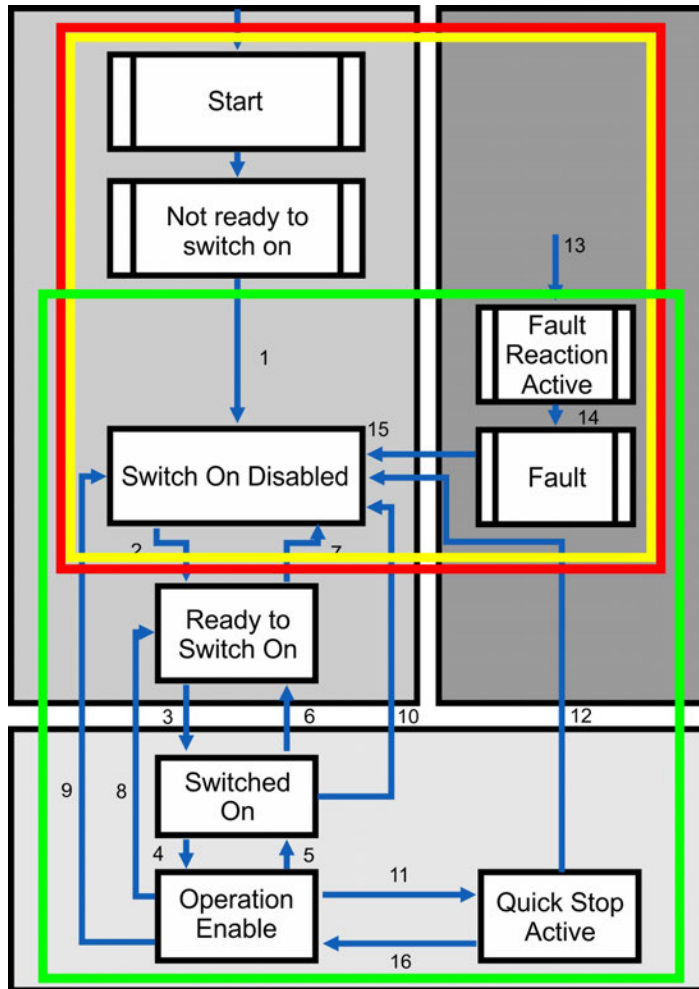 Start
Not ready to
switch on
13
1
Fault
Reaction
Active
14
15
Switch On Disabled
Fault
2
7
Ready to
Switch On
3
6
10
12
9
8
Switched
On
4
5
11
Operation
Enable
Quick Stop
Active
16